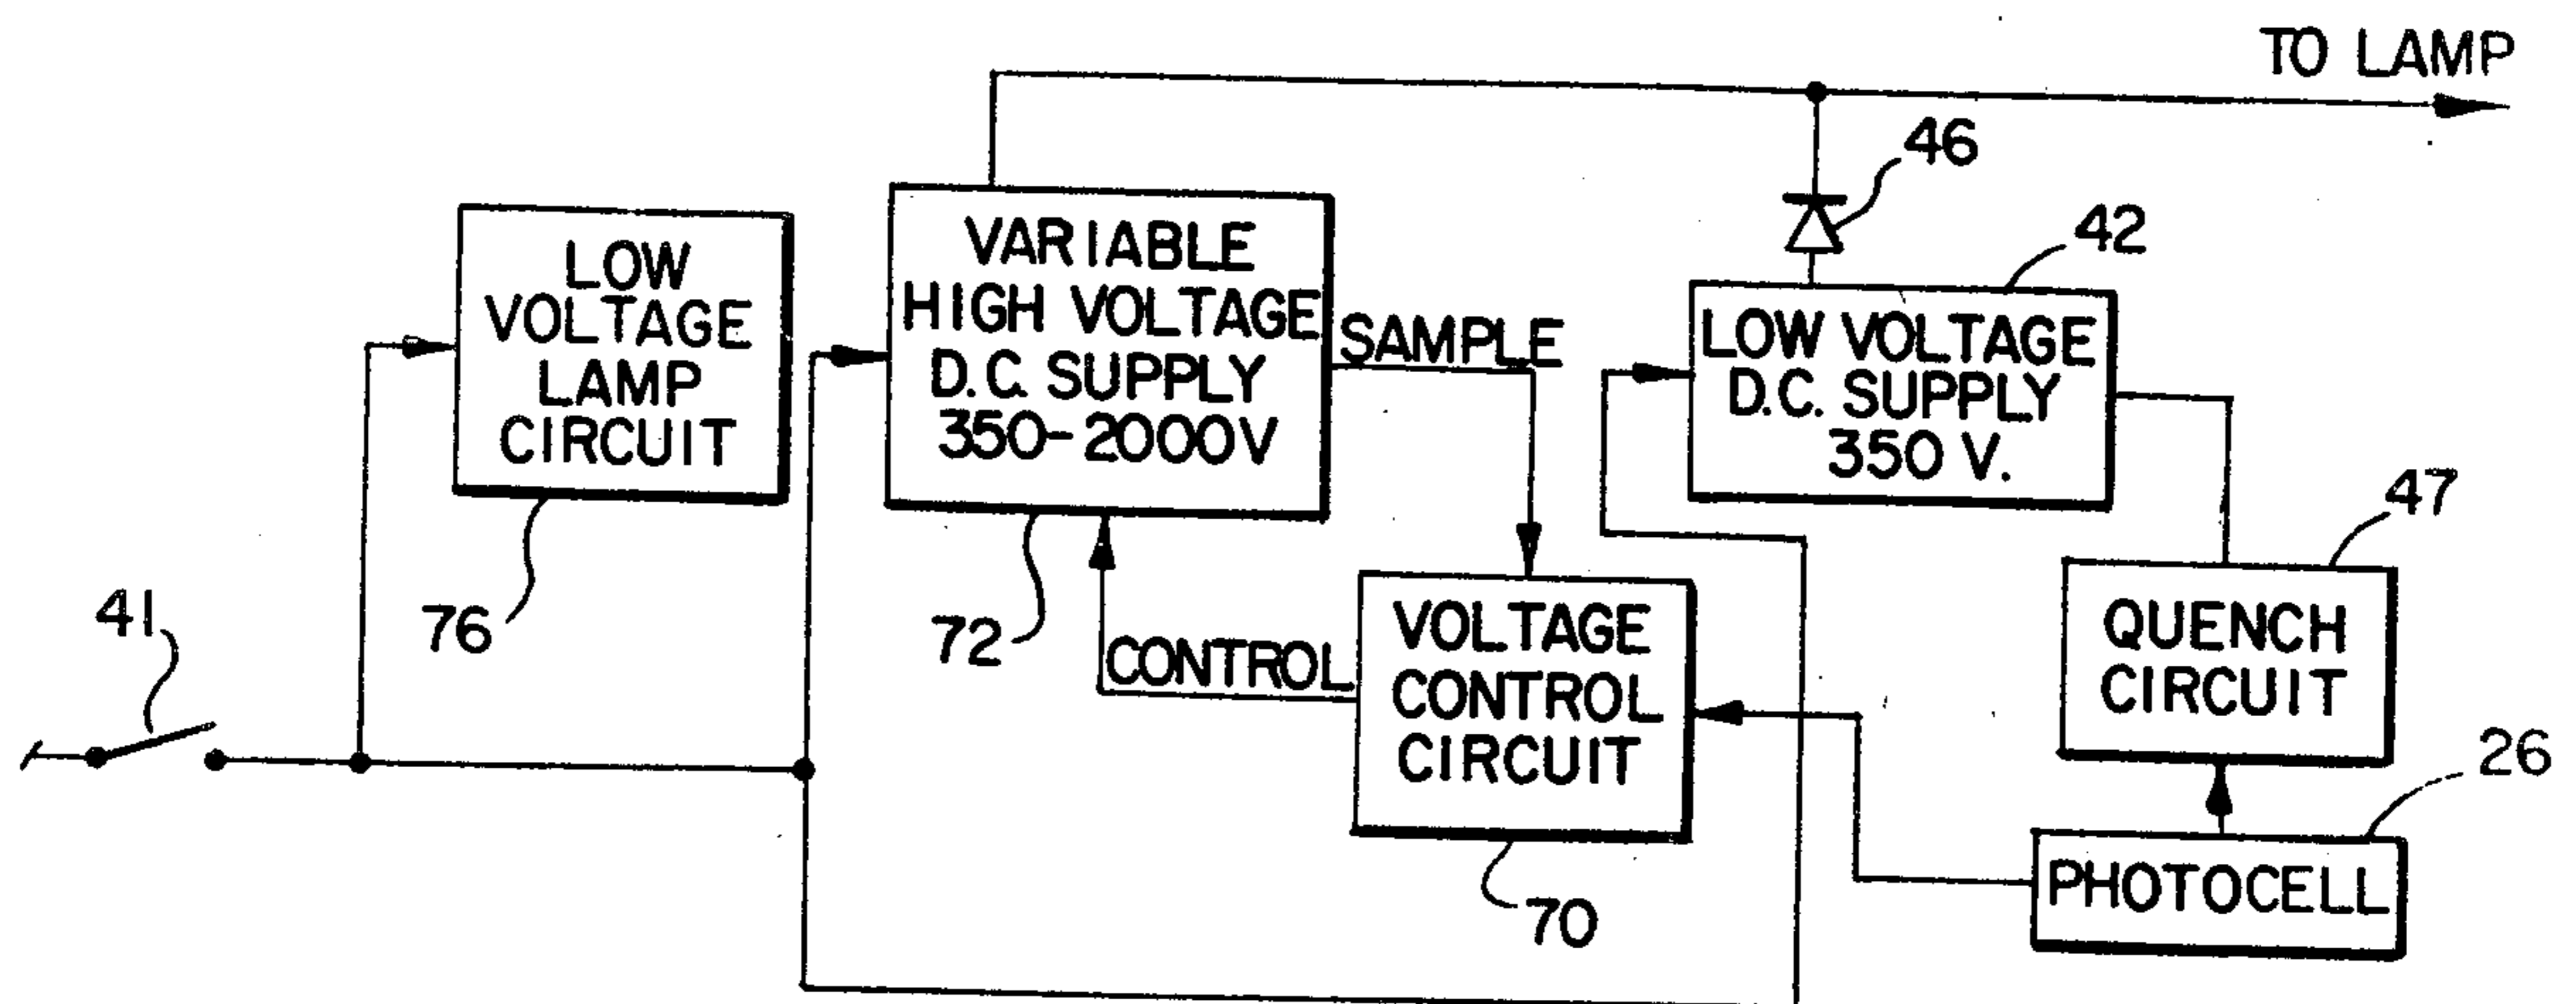 TO LAMP
46
42
LOW
VOLTAGE
LAMP
CIRCUIT
VARIABLE
HIGH VOLTAGE
D.C. SUPPLY
350-2000V
SAMPLE
LOW VOLTAGE
D.C. SUPPLY
350 V.
47
41
76
72
CONTROL
VOLTAGE
CONTROL
CIRCUIT
QUENCH
CIRCUIT
26
70
PHOTOCELL